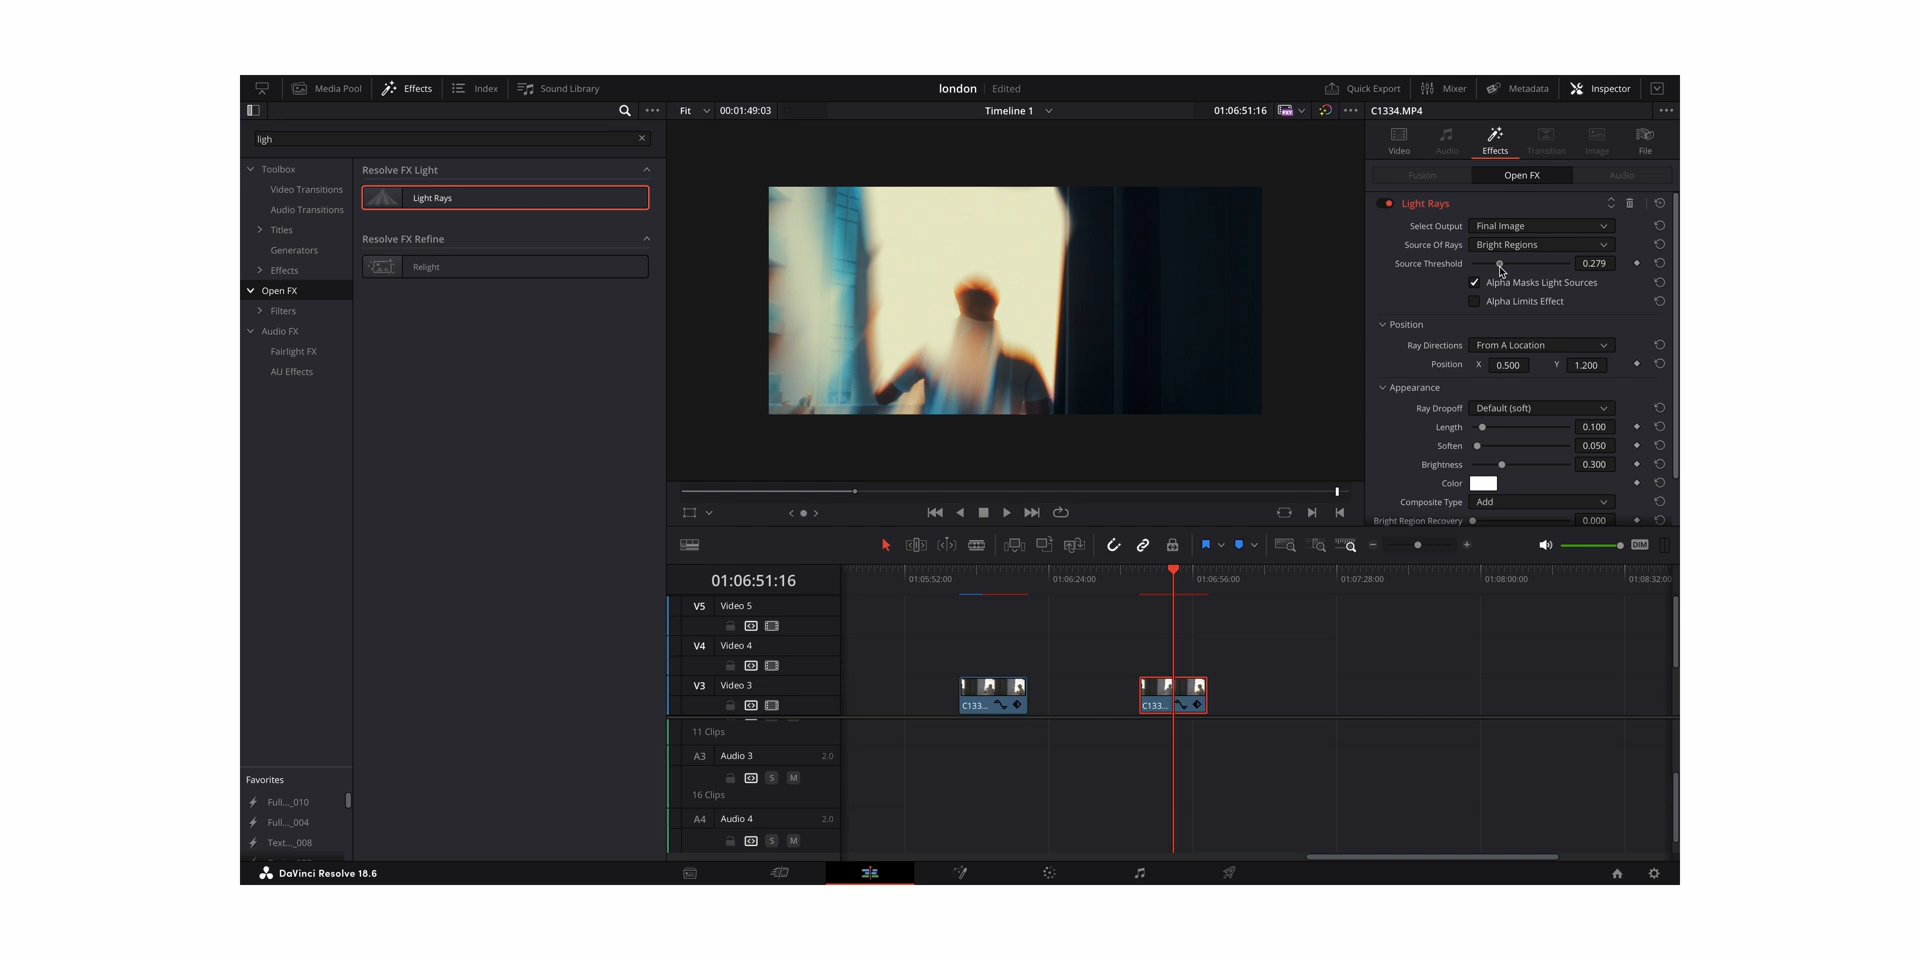 Media Pool Effects Index Sound Library london Edited Quick Export Mixer Metadata Inspector
Fit 00:01:49:03 Timeline 1 01:06:51:16 C1334.MP4
ligh
Toolbox
Video Transitions
Audio Transitions
Titles
Generators
Effects
Open FX
Filters
Audio FX
Fairlight FX
AU Effects
Favorites
Full..._010
Full..._004
Text..._008
Resolve FX Light
Light Rays
Resolve FX Refine
Relight
Video Audio Effects Transition Image File
Fusion Open FX Audio
Light Rays
Select Output Final Image
Source Of Rays Bright Regions
Source Threshold 0.279
Alpha Masks Light Sources
Alpha Limits Effect
Position
Ray Directions From A Location
Position X 0.500 Y 1.200
Appearance
Ray Dropoff Default (soft)
Length 0.100
Soften 0.050
Brightness 0.300
Color
Composite Type Add
Bright Region Recovery 0.000
DIM
01:06:51:16
01:05:52:00 01:06:24:00 01:06:56:00 01:07:28:00 01:08:00:00 01:08:32:00
V5 Video 5
V4 Video 4
V3 Video 3
C133... C133...
11 Clips
A3 Audio 3 2.0
S M
16 Clips
A4 Audio 4 2.0
S M
DaVinci Resolve 18.6